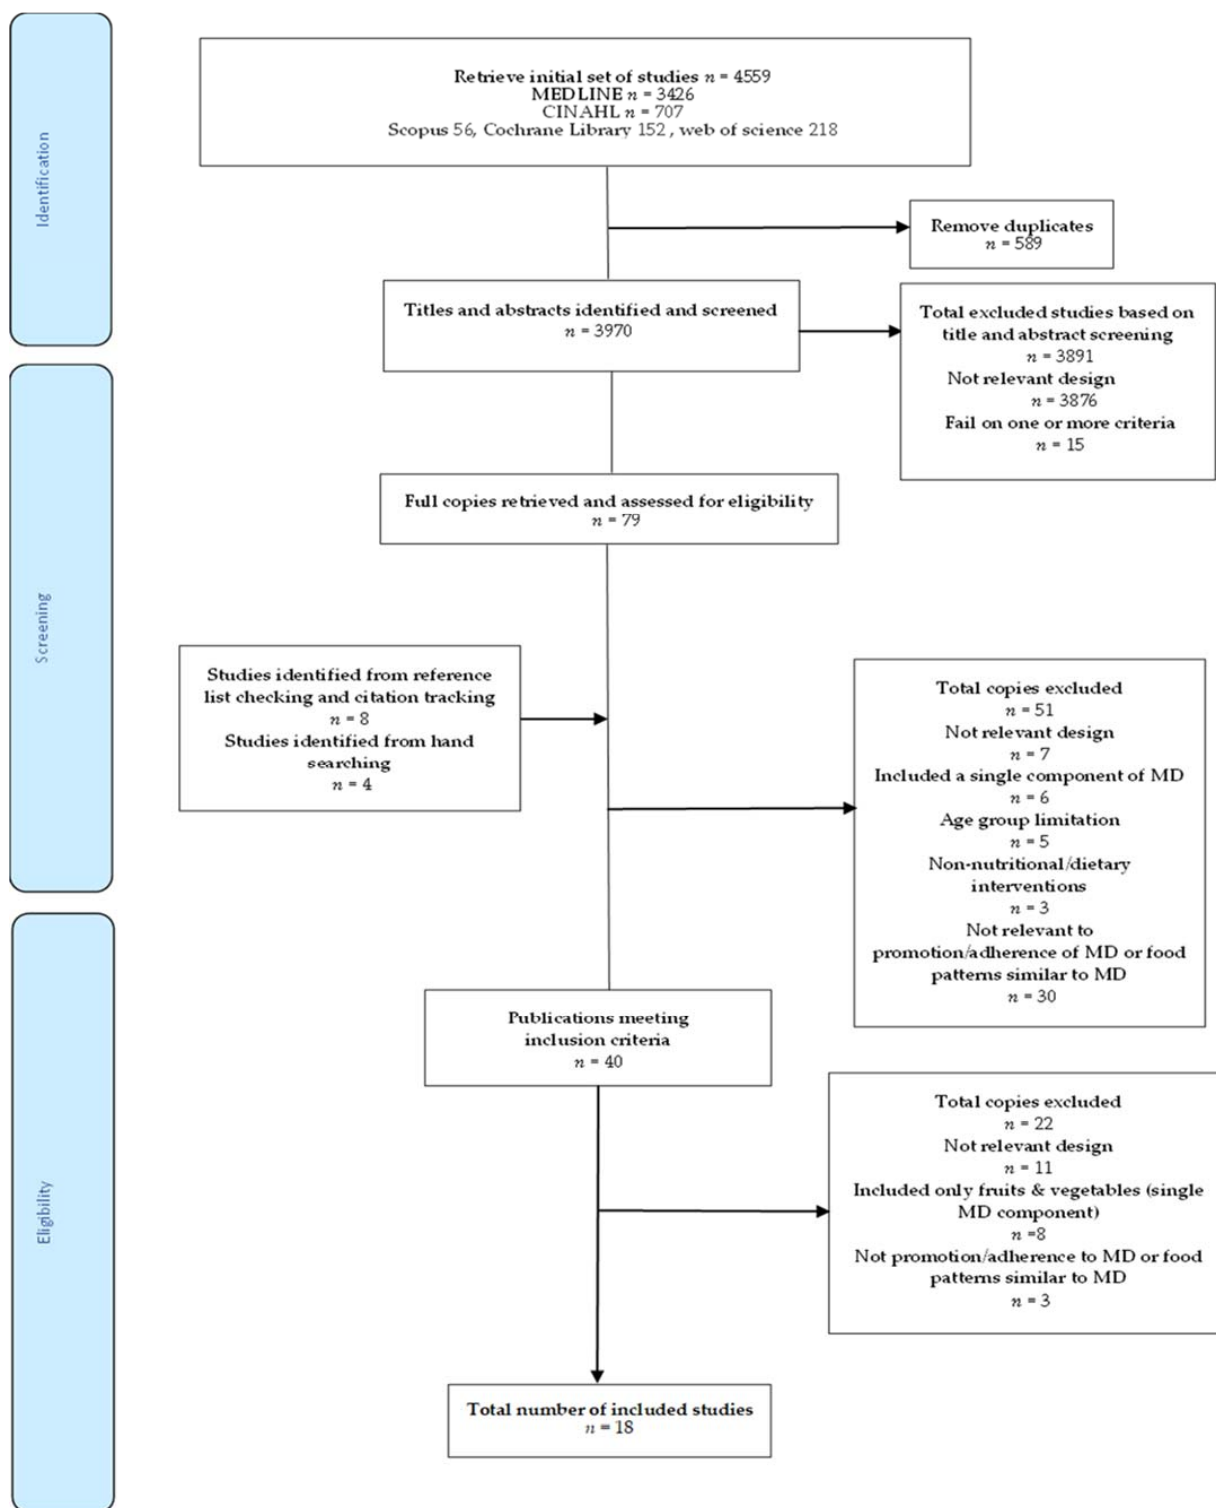 Identification
Retrieve initial set of studies n = 4559
MEDLINE n = 3426
CINAHL n = 707
Scopus 56, Cochrane Library 152 , web of science 218
Remove duplicates
n = 589
Titles and abstracts identified and screened
n = 3970
Total excluded studies based on
title and abstract screening
n = 3891
Not relevant design
n = 3876
Fail on one or more criteria
n = 15
Screening
Full copies retrieved and assessed for eligibility
n = 79
Studies identified from reference
list checking and citation tracking
n = 8
Studies identified from hand
searching
n = 4
Total copies excluded
n = 51
Not relevant design
n = 7
Included a single component of MD
n = 6
Age group limitation
n = 5
Non-nutritional/dietary
interventions
n = 3
Not relevant to
promotion/adherence of MD or food
patterns similar to MD
n = 30
Eligibility
Publications meeting
inclusion criteria
n = 40
Total copies excluded
n = 22
Not relevant design
n = 11
Included only fruits & vegetables (single
MD component)
n =8
Not promotion/adherence to MD or food
patterns similar to MD
n = 3
Total number of included studies
n = 18